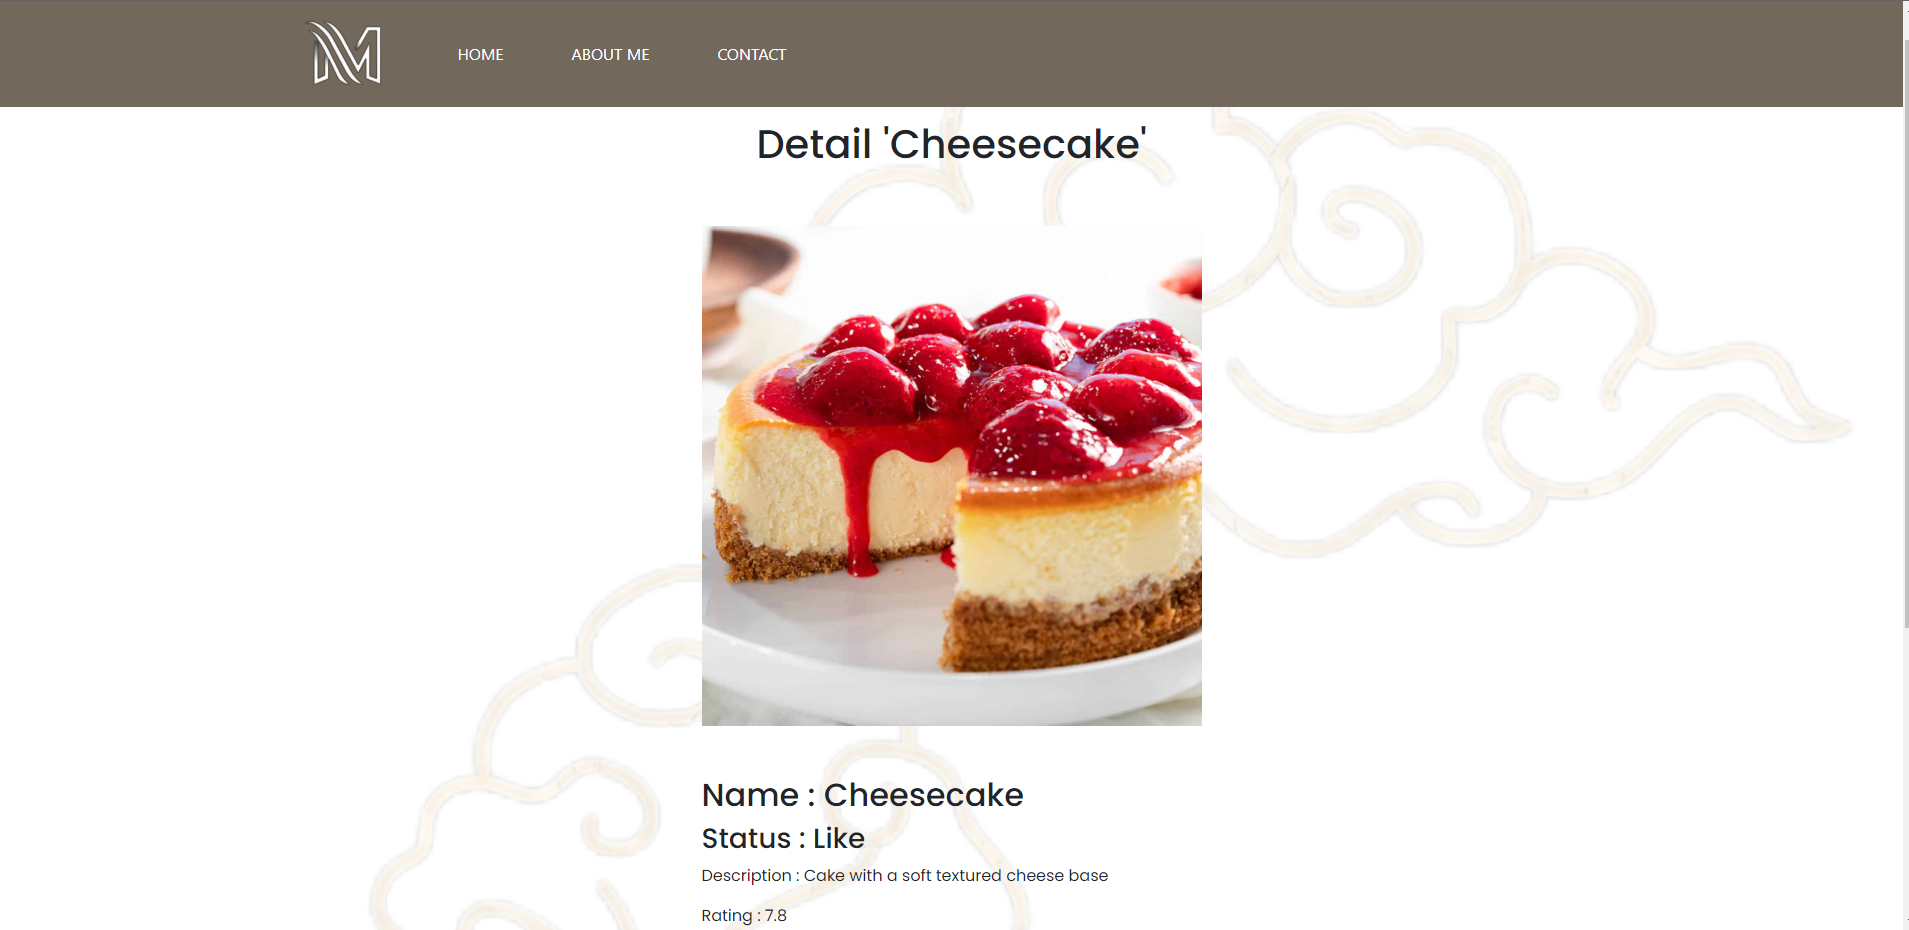 M
HOME ABOUT ME CONTACT
Detail 'Cheesecake'
Name : Cheesecake
Status : Like
Description : Cake with a soft textured cheese base
Rating : 7.8